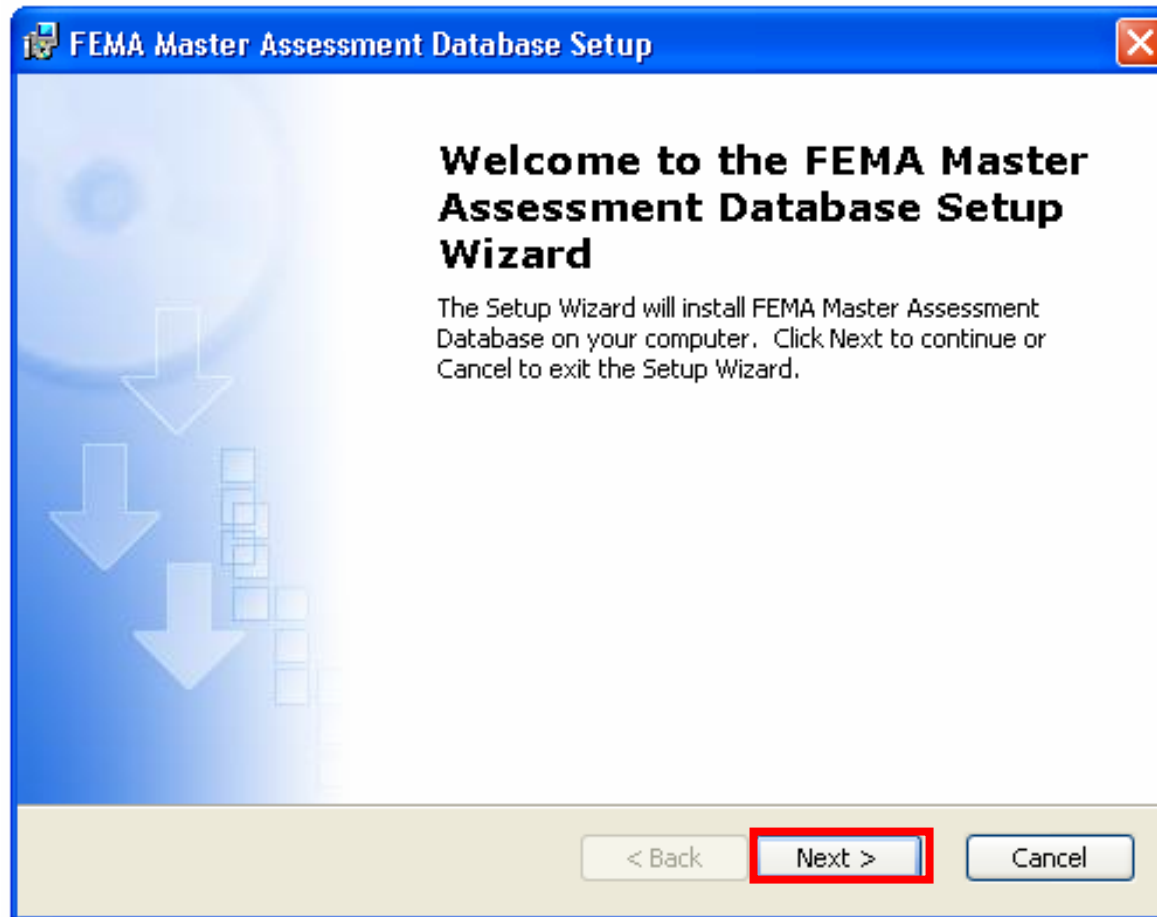 FEMA Master Assessment Database Setup
Welcome to the FEMA Master
Assessment Database Setup
Wizard
The Setup Wizard will install FEMA Master Assessment
Database on your computer.  Click Next to continue or
Cancel to exit the Setup Wizard.
< Back
Next >
Cancel